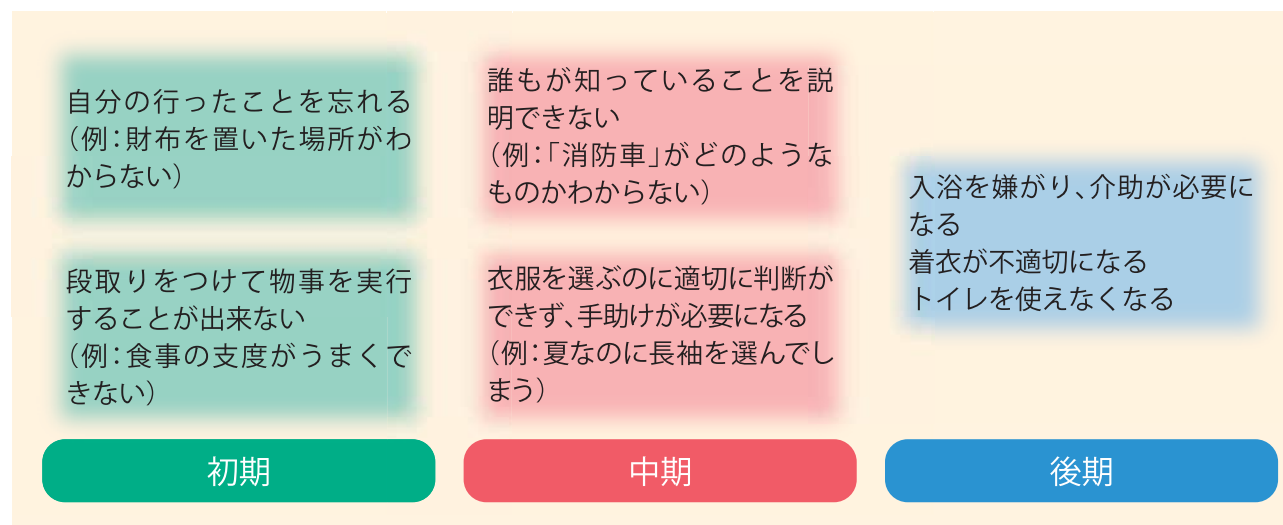 自分の行ったことを忘れる
（例：財布を置いた場所がわ
からない）
段取りをつけて物事を実行
することが出来ない
（例：食事の支度がうまくで
きない）
初期
誰もが知っていることを説
明できない
（例：「消防車」がどのような
ものかわからない）
衣服を選ぶのに適切に判断が
できず、手助けが必要になる
（例：夏なのに長袖を選んでし
まう）
中期
入浴を嫌がり、介助が必要に
なる
着衣が不適切になる
トイレを使えなくなる
後期